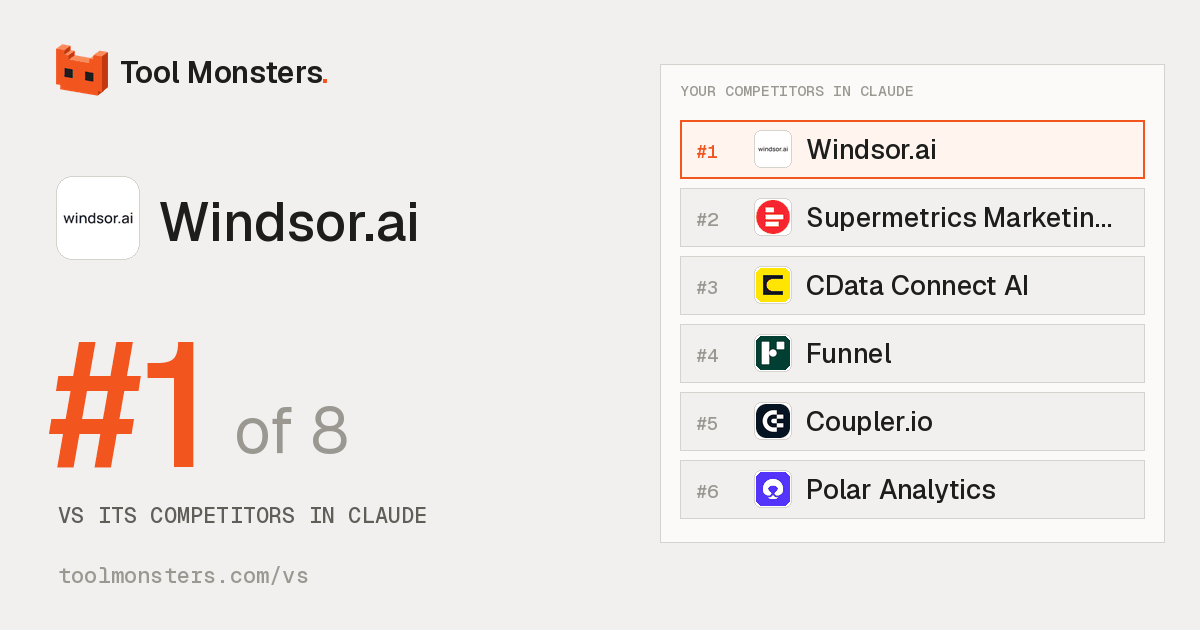 Tool Monsters.
windsor.ai
Windsor.ai
#1 of 8
VS ITS COMPETITORS IN CLAUDE
toolmonsters.com/vs
YOUR COMPETITORS IN CLAUDE
#1 windsor.ai Windsor.ai
#2 Supermetrics Marketin...
#3 CData Connect AI
#4 Funnel
#5 Coupler.io
#6 Polar Analytics